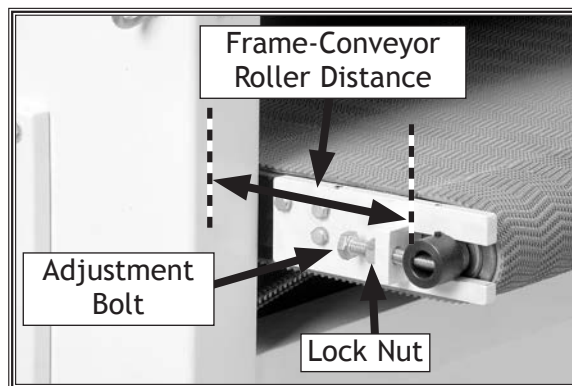 Frame-Conveyor
Roller Distance
Adjustment
Bolt
Lock Nut